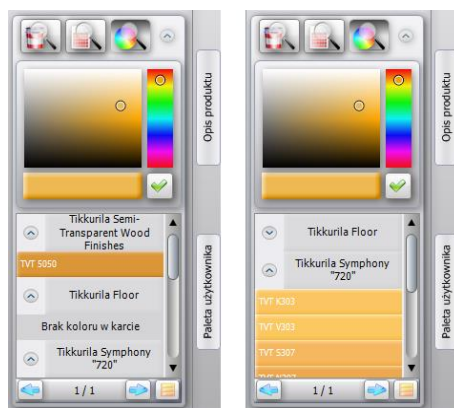 Opis produktu
Paleta użytkownika
Tikkurila Semi-
Transparent Wood
Finishes
TVT 5050
Tikkurila Floor
Brak koloru w karcie
Tikkurila Symphony
"720"
1/1
Opis produktu
Paleta użytkownika
Tikkurila Floor
Tikkurila Symphony
"720"
TVT K303
TVT V303
TVT S307
1/1